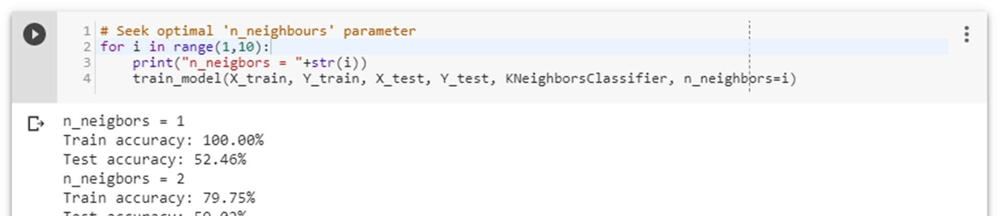 1 # Seek optimal 'n_neighbours' parameter
2 for i in range(1,10):
3     print("n_neigbors = "+str(i))
4     train_model(X_train, Y_train, X_test, Y_test, KNeighborsClassifier, n_neighbors=i)
n_neigbors = 1
Train accuracy: 100.00%
Test accuracy: 52.46%
n_neigbors = 2
Train accuracy: 79.75%
Test accuracy: